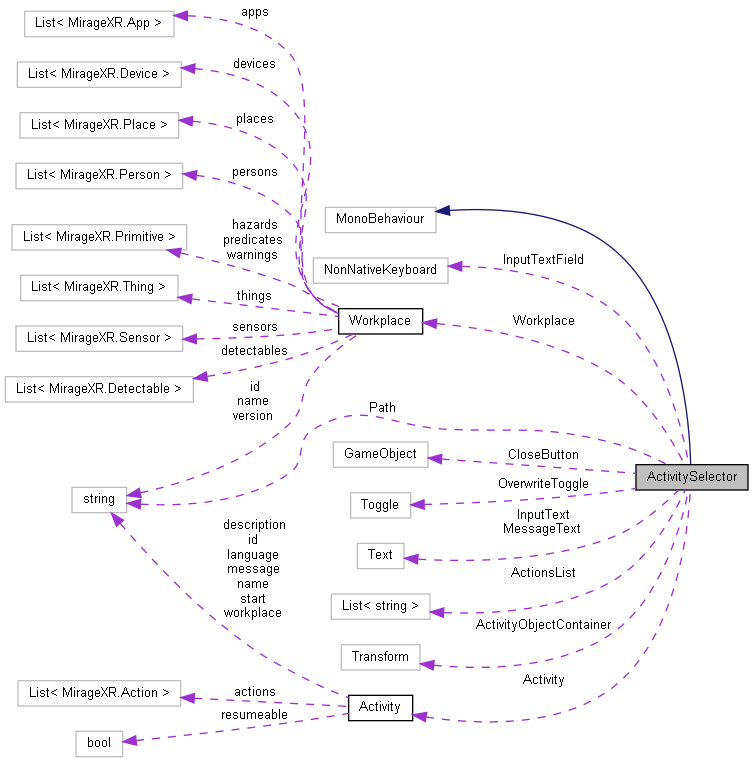 apps
List< MirageXR.App >
devices
List< MirageXR.Device >
places
List< MirageXR.Place >
persons
List< MirageXR.Person >
MonoBehaviour
hazards
predicates
warnings
List< MirageXR.Primitive >
InputTextField
NonNativeKeyboard
List< MirageXR.Thing >
things
Workplace
Workplace
sensors
List< MirageXR.Sensor >
detectables
List< MirageXR.Detectable >
id
name
version
Path
GameObject
CloseButton
ActivitySelector
OverwriteToggle
string
Toggle
InputText
MessageText
description
id
language
message
name
start
workplace
Text
ActionsList
List< string >
ActivityObjectContainer
Transform
Activity
List< MirageXR.Action >
actions
Activity
resumeable
bool